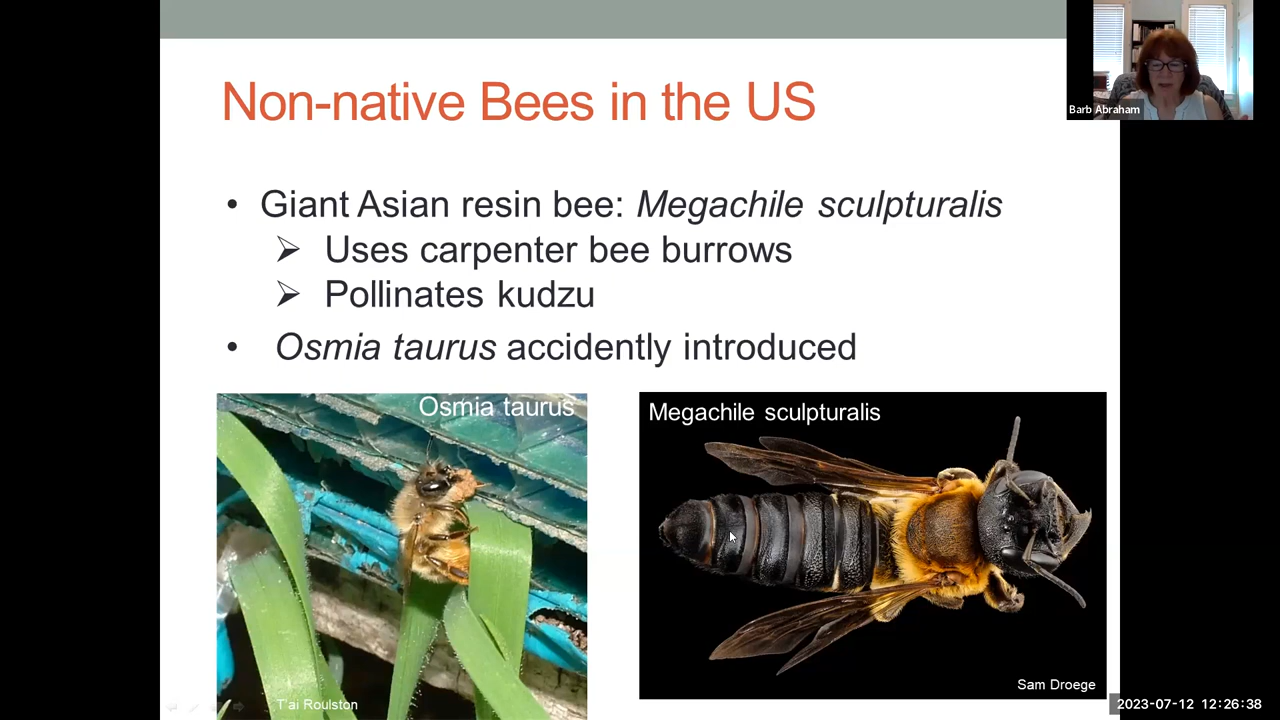 Non-native Bees in the US
Barb Abraham
• Giant Asian resin bee: Megachile sculpturalis
➢ Uses carpenter bee burrows
➢ Pollinates kudzu
• Osmia taurus accidently introduced
Osmia taurus
Megachile sculpturalis
Sam Droege
T'ai Roulston
2023-07-12 12:26:38